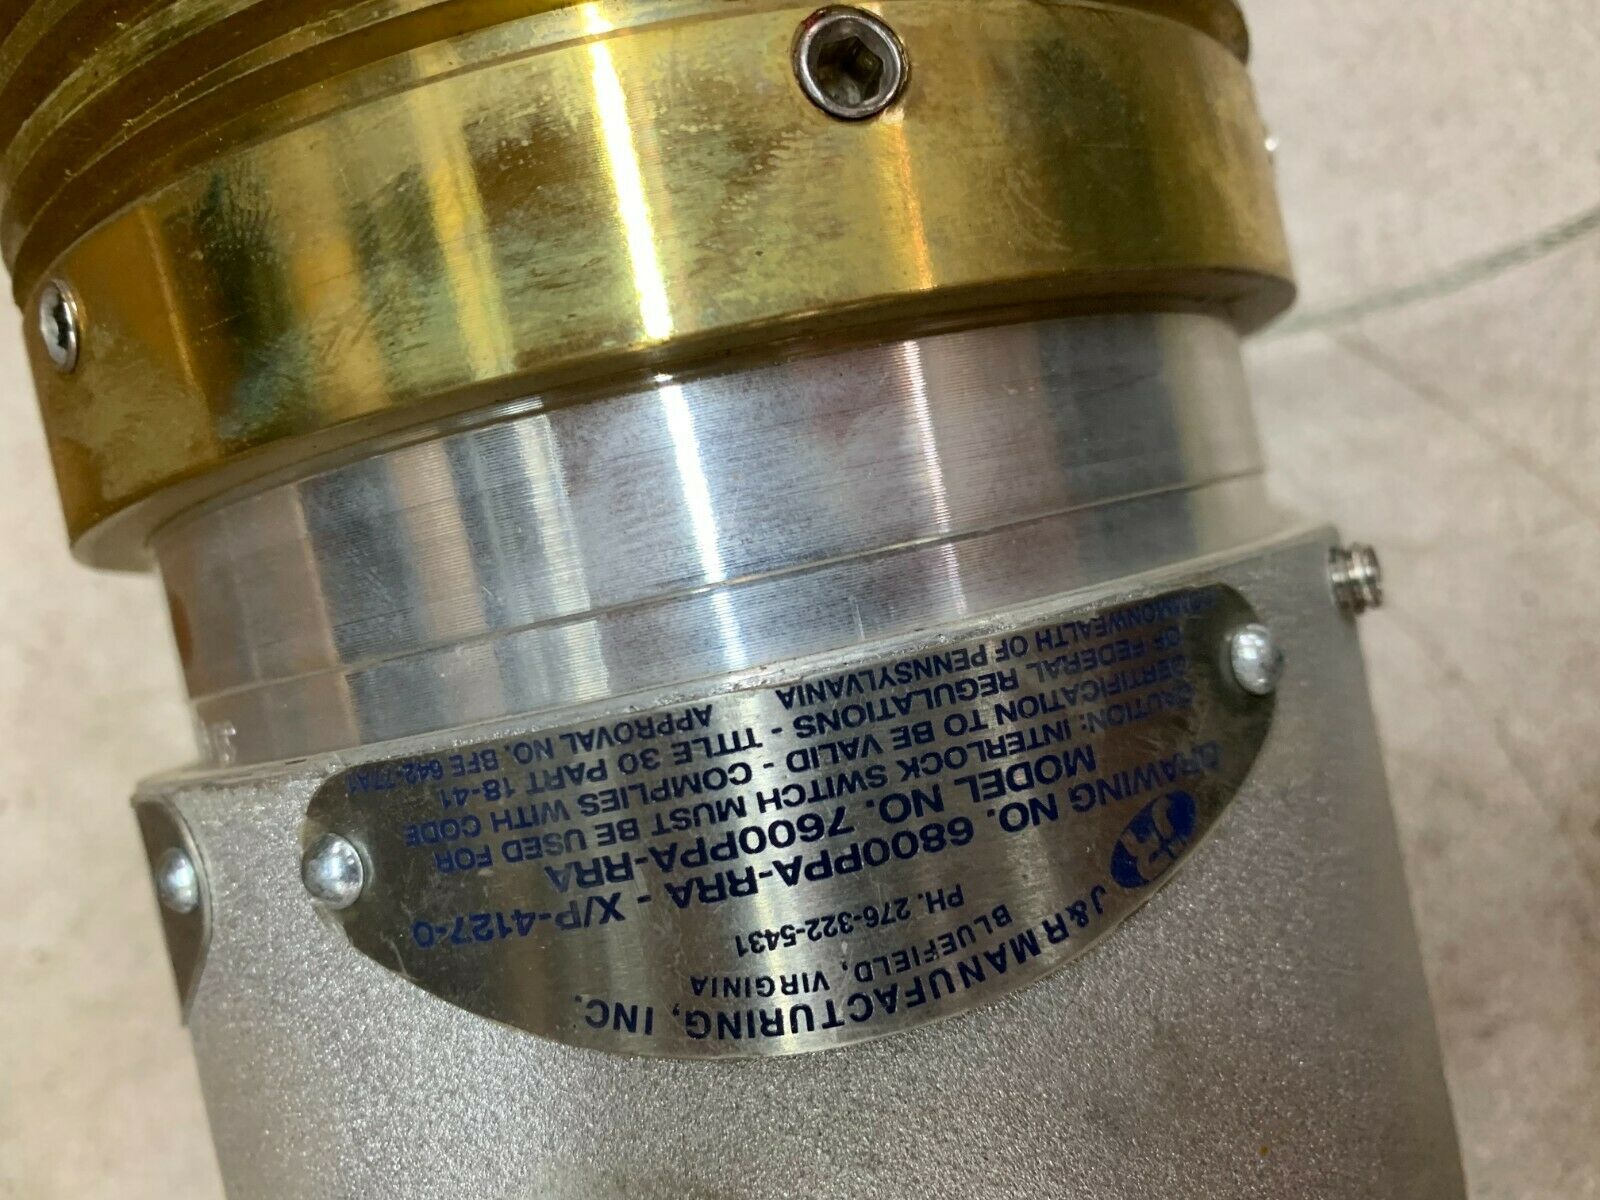 J&R MANUFACTURING, INC.
BLUEFIELD, VIRGINIA
PH. 276-322-5431
J&R
DRAWING NO. 6800PPA-RRA - X/P-4127-0
MODEL NO. 7600PPA-RRA
CAUTION: INTERLOCK SWITCH MUST BE USED FOR
CERTIFICATION TO BE VALID - COMPLIES WITH CODE
OF FEDERAL REGULATIONS - TITLE 30 PART 18-41
COMMONWEALTH OF PENNSYLVANIA APPROVAL NO. BFE 642-77A1